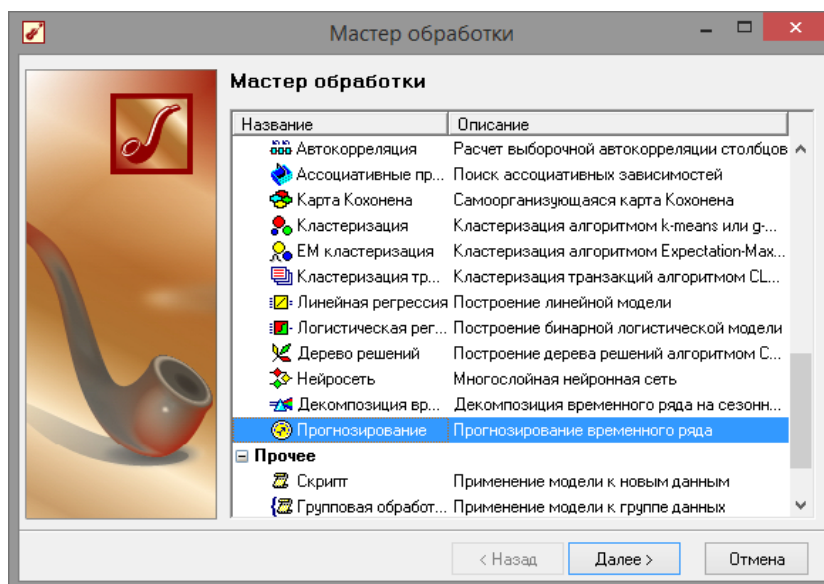 Мастер обработки
Мастер обработки
Название Описание
Автокорреляция Расчет выборочной автокорреляции столбцов
Ассоциативные пр... Поиск ассоциативных зависимостей
Карта Кохонена Самоорганизующаяся карта Кохонена
Кластеризация Кластеризация алгоритмом k-means или g-...
EM кластеризация Кластеризация алгоритмом Expectation-Max...
Кластеризация тр... Кластеризация транзакций алгоритмом CL...
Линейная регрессия Построение линейной модели
Логистическая рег... Построение бинарной логистической модели
Дерево решений Построение дерева решений алгоритмом C...
Нейросеть Многослойная нейронная сеть
Декомпозиция вр... Декомпозиция временного ряда на сезонн...
Прогнозирование Прогнозирование временного ряда
Прочее
Скрипт Применение модели к новым данным
Групповая обработ... Применение модели к группе данных
< Назад Далее > Отмена